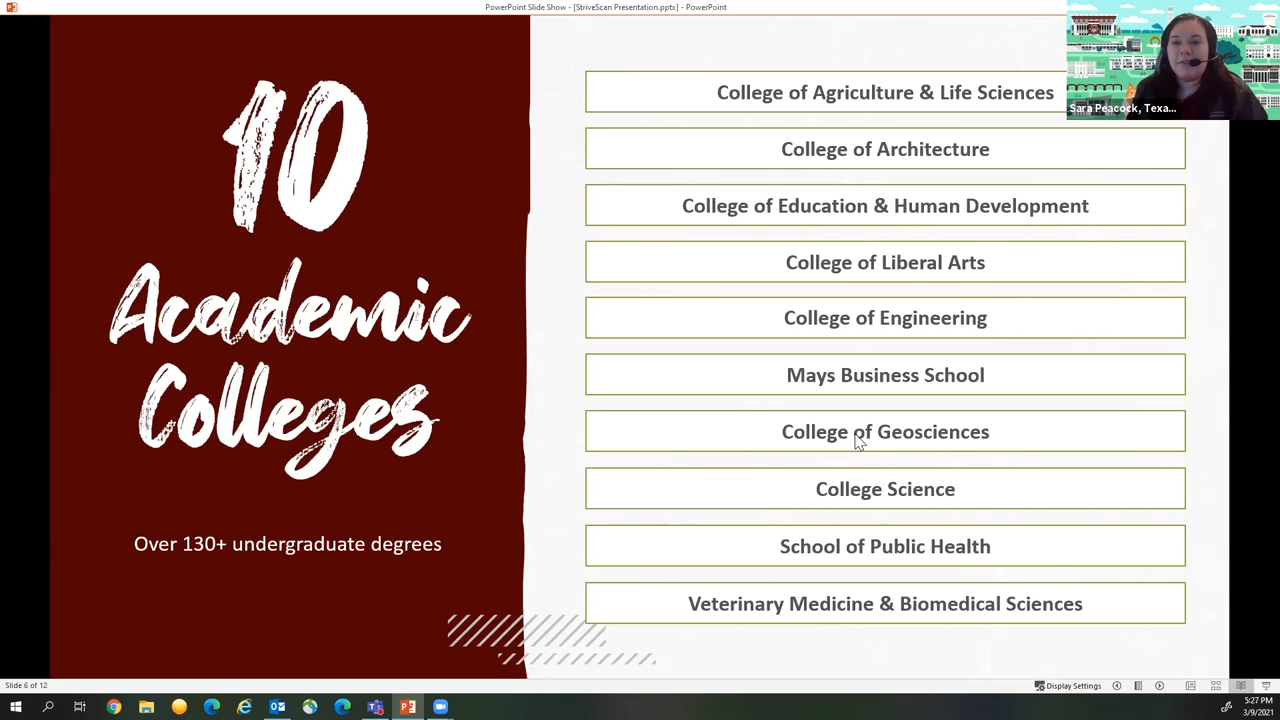 PowerPoint Slide Show - [StriveScan Presentation.pptx] - PowerPoint
10
Academic
Colleges
Over 130+ undergraduate degrees
College of Agriculture & Life Sciences
College of Architecture
College of Education & Human Development
College of Liberal Arts
College of Engineering
Mays Business School
College of Geosciences
College Science
School of Public Health
Veterinary Medicine & Biomedical Sciences
Sara Peacock, Texa...
Slide 6 of 12
Display Settings
5:27 PM
3/9/2021